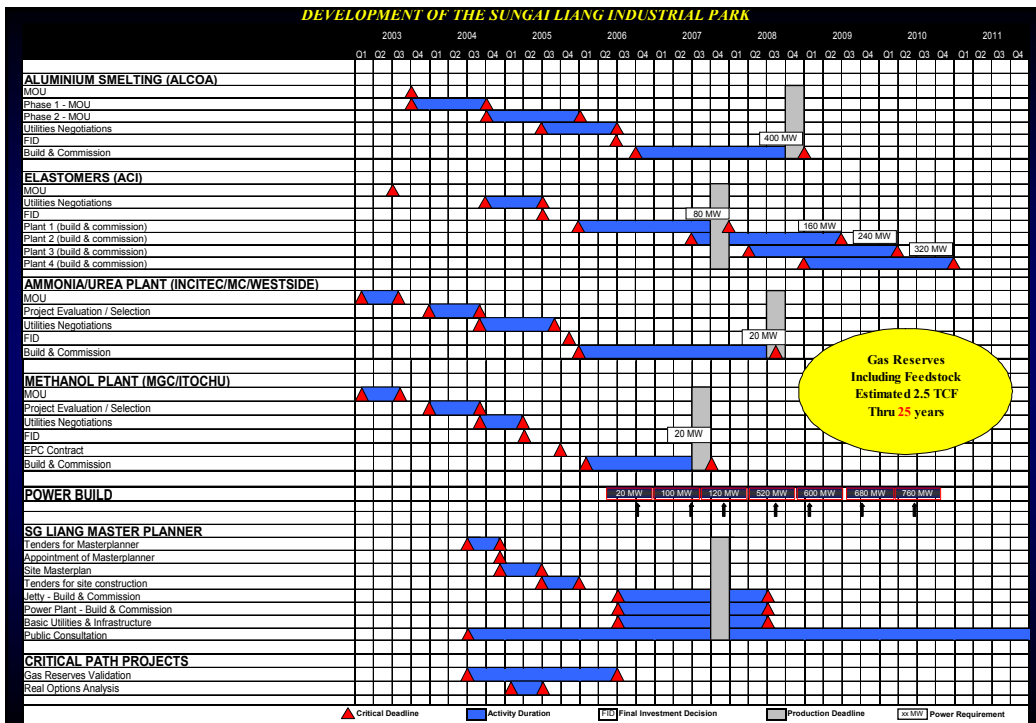 DEVELOPMENT OF THE SUNGAI LIANG INDUSTRIAL PARK
2003 2004 2005 2006 2007 2008 2009 2010 2011
Q1 Q2 Q3 Q4 Q1 Q2 Q3 Q4 Q1 Q2 Q3 Q4 Q1 Q2 Q3 Q4 Q1 Q2 Q3 Q4 Q1 Q2 Q3 Q4 Q1 Q2 Q3 Q4 Q1 Q2 Q3 Q4 Q1 Q2 Q3 Q4
ALUMINIUM SMELTING (ALCOA)
MOU
Phase 1 - MOU
Phase 2 - MOU
Utilities Negotiations
FID
400 MW
Build & Commission
ELASTOMERS (ACI)
MOU
Utilities Negotiations
FID
80 MW
Plant 1 (build & commission)
160 MW
Plant 2 (build & commission)
240 MW
Plant 3 (build & commission)
320 MW
Plant 4 (build & commission)
AMMONIA/UREA PLANT (INCITEC/MC/WESTSIDE)
MOU
Project Evaluation / Selection
Utilities Negotiations
FID
20 MW
Build & Commission
Gas Reserves
Including Feedstock
Estimated 2.5 TCF
Thru 25 years
METHANOL PLANT (MGC/ITOCHU)
MOU
Project Evaluation / Selection
Utilities Negotiations
FID
20 MW
EPC Contract
Build & Commission
POWER BUILD
20 MW 100 MW 120 MW 520 MW 600 MW 680 MW 760 MW
SG LIANG MASTER PLANNER
Tenders for Masterplanner
Appointment of Masterplanner
Site Masterplan
Tenders for site construction
Jetty - Build & Commission
Power Plant - Build & Commission
Basic Utilities & Infrastructure
Public Consultation
CRITICAL PATH PROJECTS
Gas Reserves Validation
Real Options Analysis
Critical Deadline Activity Duration FID Final Investment Decision Production Deadline xx MW Power Requirement